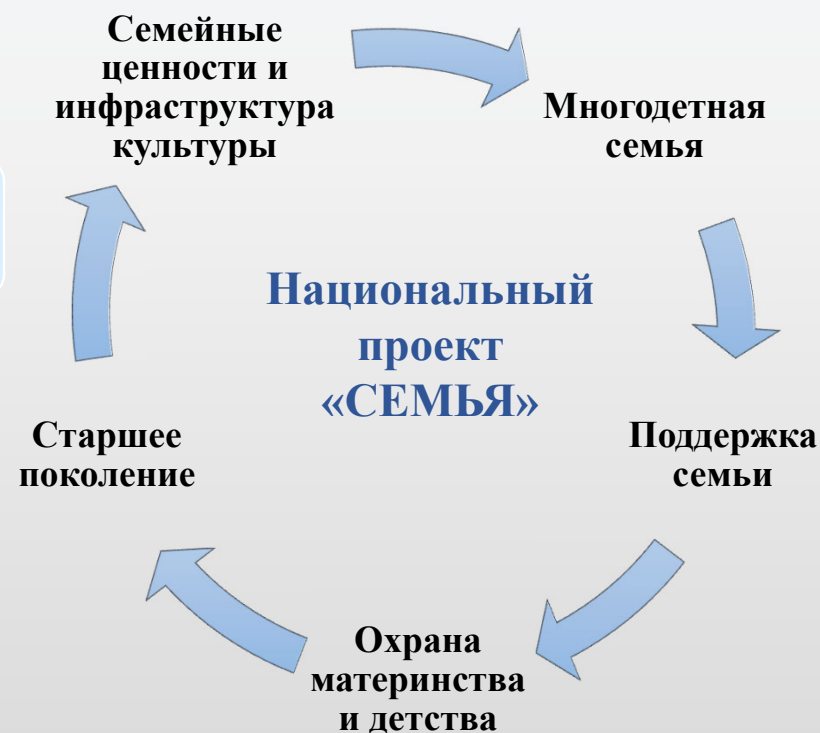 Семейные
ценности и
инфраструктура
культуры
Многодетная
семья
Национальный
проект
«СЕМЬЯ»
Старшее
поколение
Поддержка
семьи
Охрана
материнства
и детства